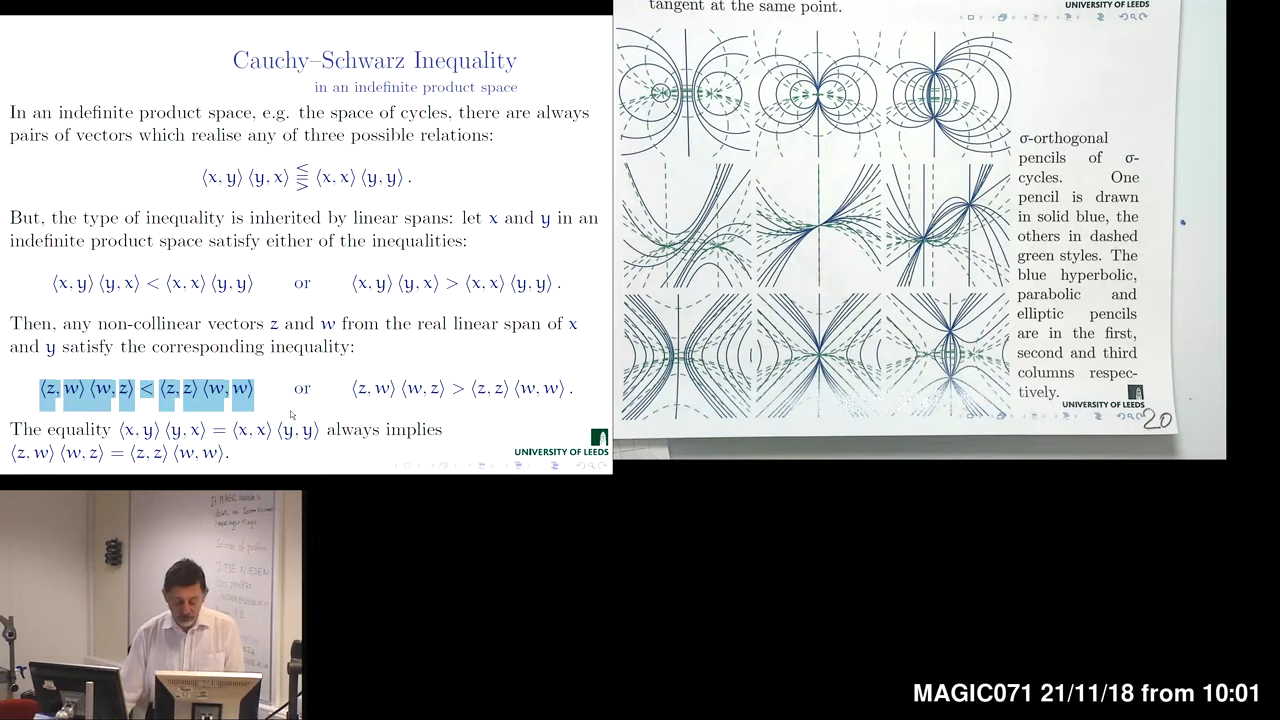 Cauchy–Schwarz Inequality
in an indefinite product space
In an indefinite product space, e.g. the space of cycles, there are always
pairs of vectors which realise any of three possible relations:
⟨x, y⟩ ⟨y, x⟩ ⪋ ⟨x, x⟩ ⟨y, y⟩ .
But, the type of inequality is inherited by linear spans: let x and y in an
indefinite product space satisfy either of the inequalities:
⟨x, y⟩ ⟨y, x⟩ < ⟨x, x⟩ ⟨y, y⟩ or ⟨x, y⟩ ⟨y, x⟩ > ⟨x, x⟩ ⟨y, y⟩ .
Then, any non-collinear vectors z and w from the real linear span of x
and y satisfy the corresponding inequality:
⟨z, w⟩ ⟨w, z⟩ < ⟨z, z⟩ ⟨w, w⟩ or ⟨z, w⟩ ⟨w, z⟩ > ⟨z, z⟩ ⟨w, w⟩ .
The equality ⟨x. y⟩ ⟨y, x⟩ = ⟨x, x⟩ ⟨y, y⟩ always implies
⟨z, w⟩ ⟨w, z⟩ = ⟨z, z⟩ ⟨w, w⟩.
UNIVERSITY OF LEEDS
tangent at the same point.
UNIVERSITY OF LEEDS
σ-orthogonal
pencils of σ-
cycles. One
pencil is drawn
in solid blue, the
others in dashed
green styles. The
blue hyperbolic,
parabolic and
elliptic pencils
are in the first,
second and third
columns respec-
tively.
UNIVERSITY OF LEEDS
20
MAGIC071 21/11/18 from 10:01